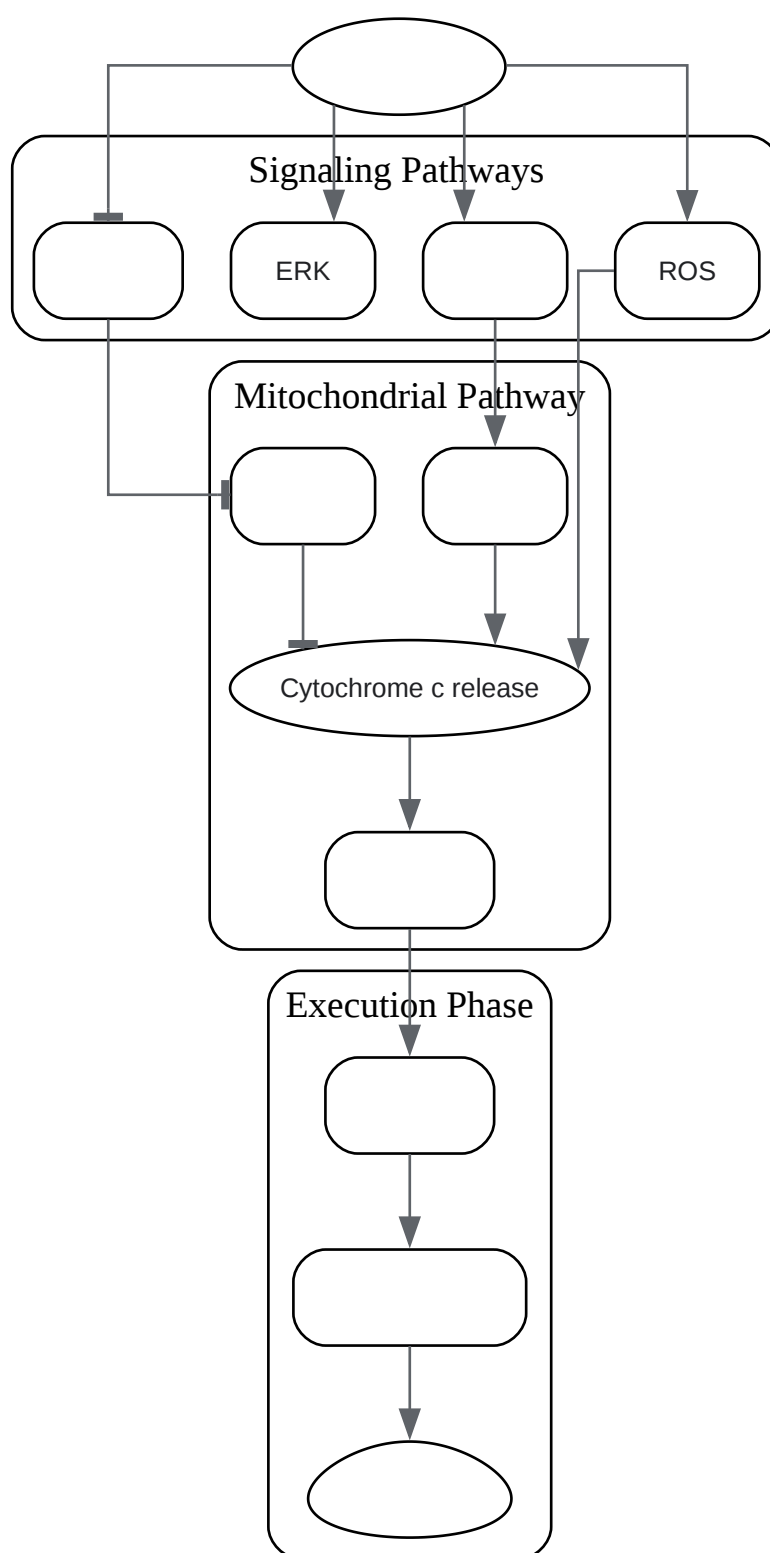 Signaling Pathways
ERK
ROS
Mitochondrial Pathway
Cytochrome c release
Execution Phase